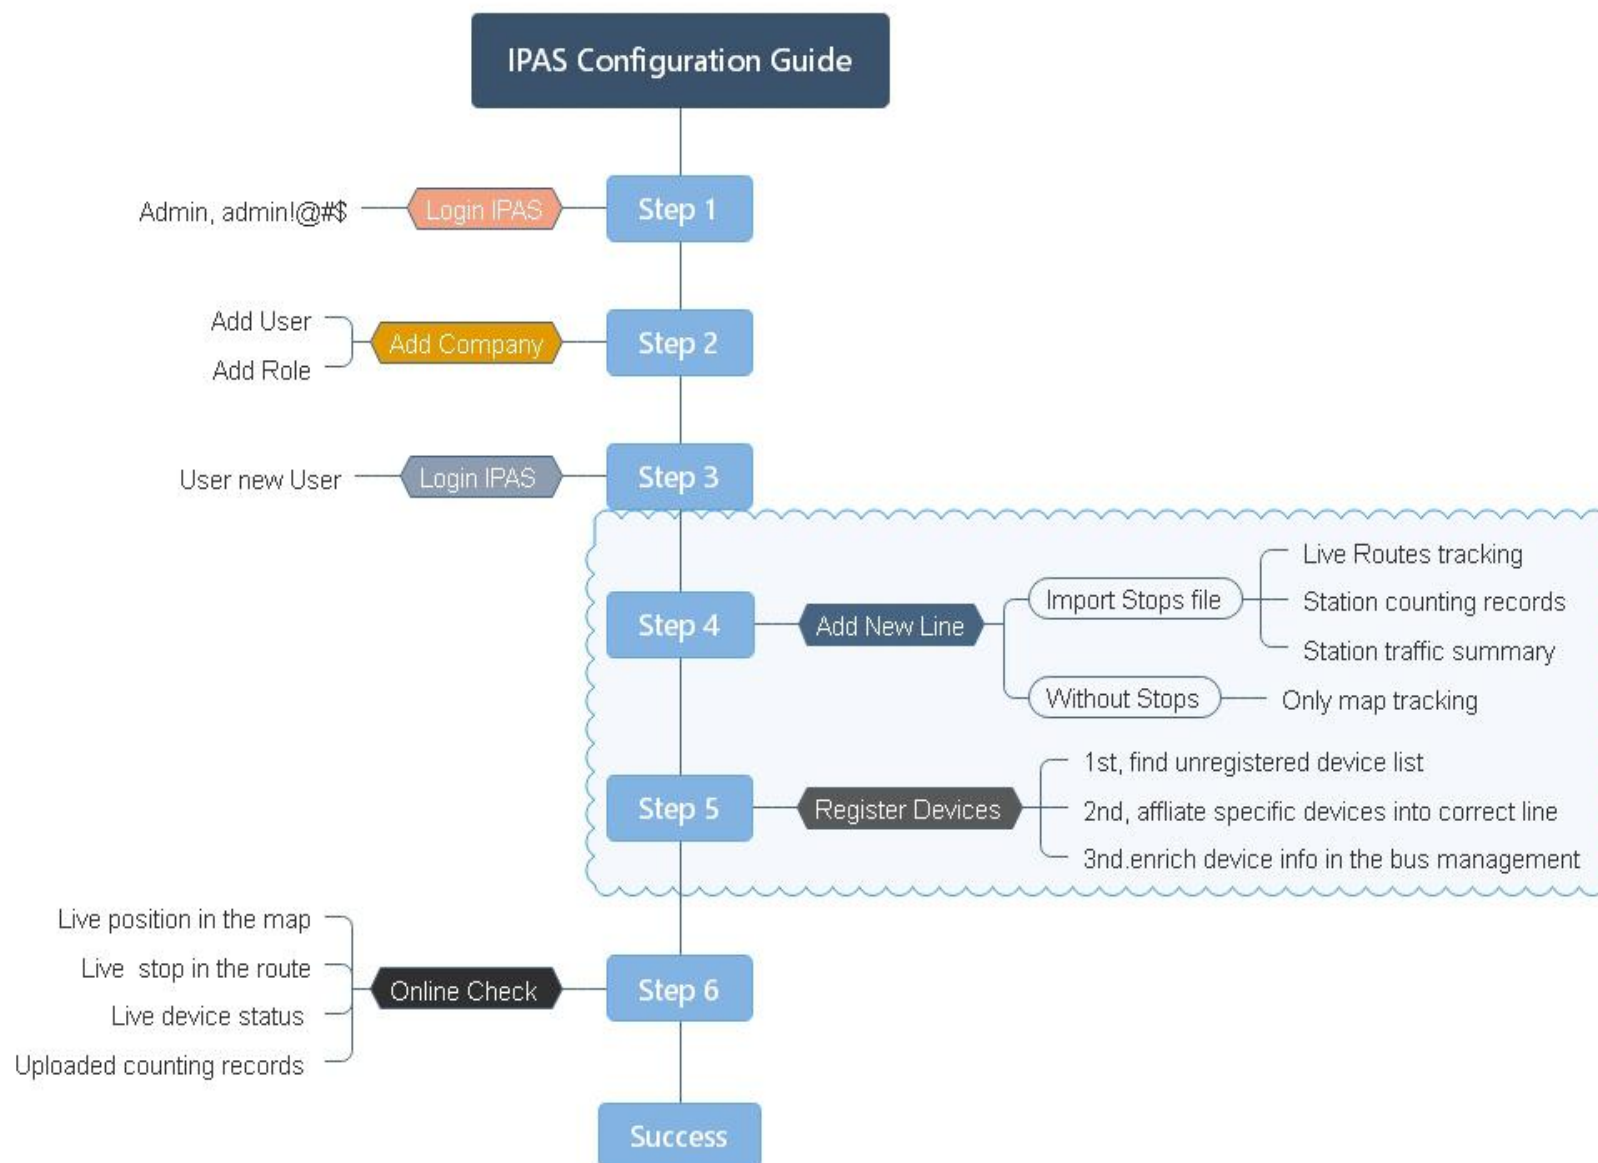 IPAS Configuration Guide
Step 1
Login IPAS
Admin, admin!@#$
Step 2
Add Company
Add User
Add Role
Step 3
Login IPAS
User new User
Step 4
Add New Line
Import Stops file
Live Routes tracking
Station counting records
Station traffic summary
Without Stops
Only map tracking
Step 5
Register Devices
1st, find unregistered device list
2nd, affliate specific devices into correct line
3nd.enrich device info in the bus management
Step 6
Online Check
Live position in the map
Live  stop in the route
Live device status
Uploaded counting records
Success